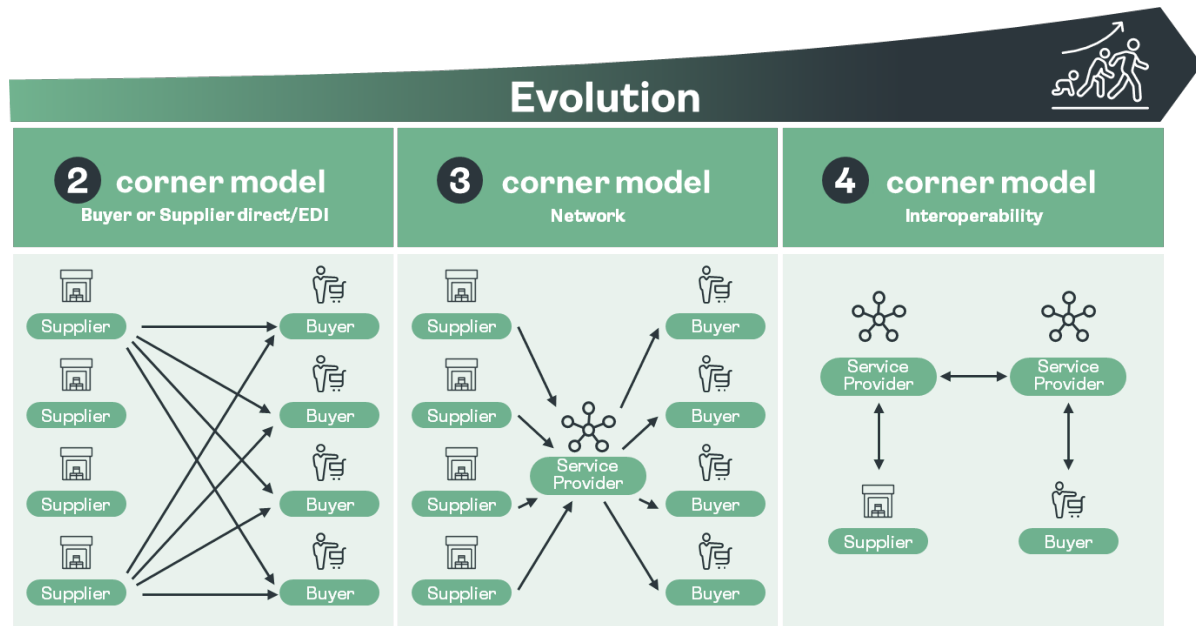 Evolution
2 corner model
Buyer or Supplier direct/EDI
Supplier
Buyer
Supplier
Buyer
Supplier
Buyer
Supplier
Buyer
3 corner model
Network
Supplier
Buyer
Supplier
Buyer
Service
Provider
Supplier
Buyer
Supplier
Buyer
4 corner model
Interoperability
Service
Provider
Service
Provider
Supplier
Buyer